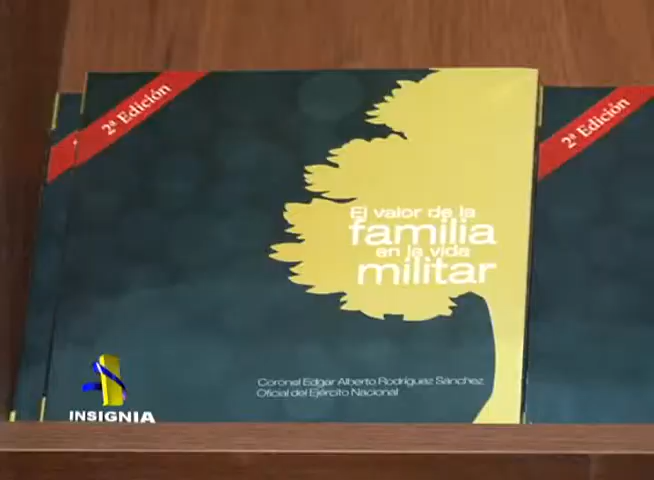 2ª Edición
El valor de la
familia
en la vida
militar
Coronel Edgar Alberto Rodríguez Sánchez
Oficial del Ejército Nacional
2ª Edición
INSIGNIA